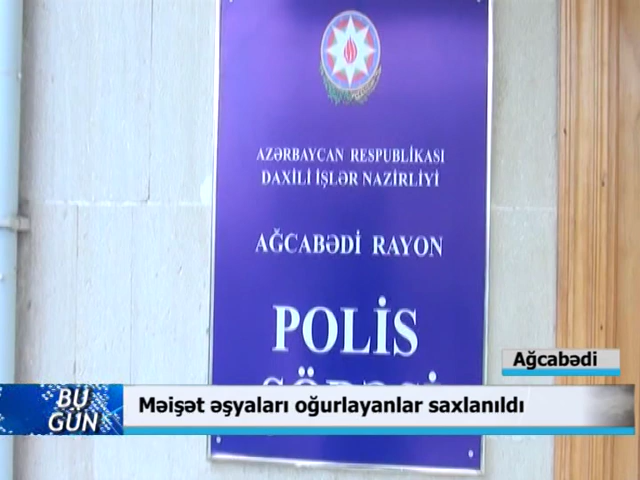 AZƏRBAYCAN RESPUBLİKASI
DAXİLİ İŞLƏR NAZİRLİYİ
AĞCABƏDİ RAYON
POLİS
Ağcabədi
BU
GÜN
Məişət əşyaları oğurlayanlar saxlanıldı